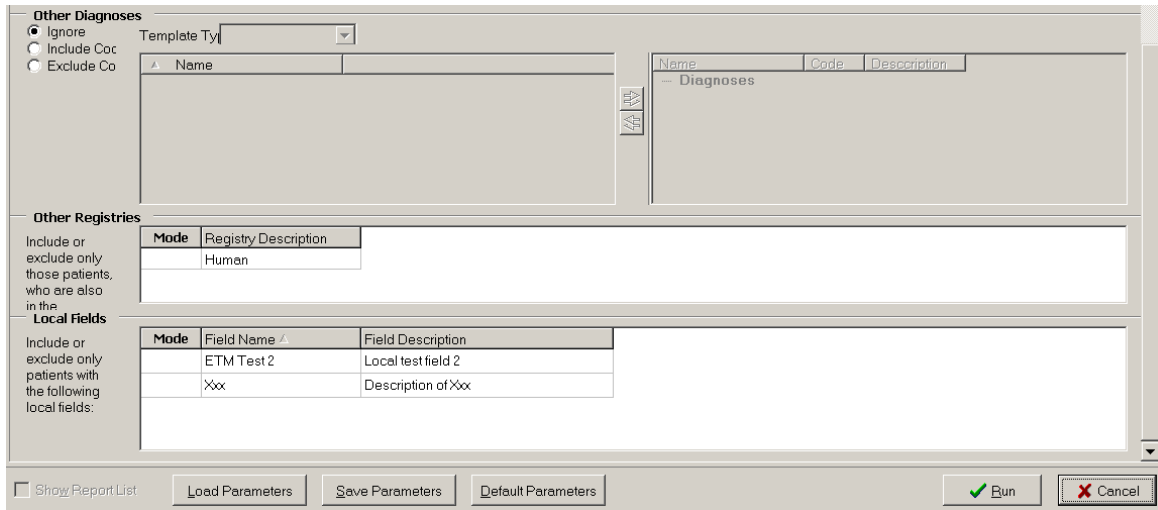 Other Diagnoses
Ignore
Template Ty
Include Coc
Exclude Co
Name
Name Code Desccription
Diagnoses
Other Registries
Include or
exclude only
those patients,
who are also
in the
Mode Registry Description
Human
Local Fields
Include or
exclude only
patients with
the following
local fields:
Mode Field Name Field Description
ETM Test 2 Local test field 2
Xxx Description of Xxx
Show Report List Load Parameters Save Parameters Default Parameters Run Cancel